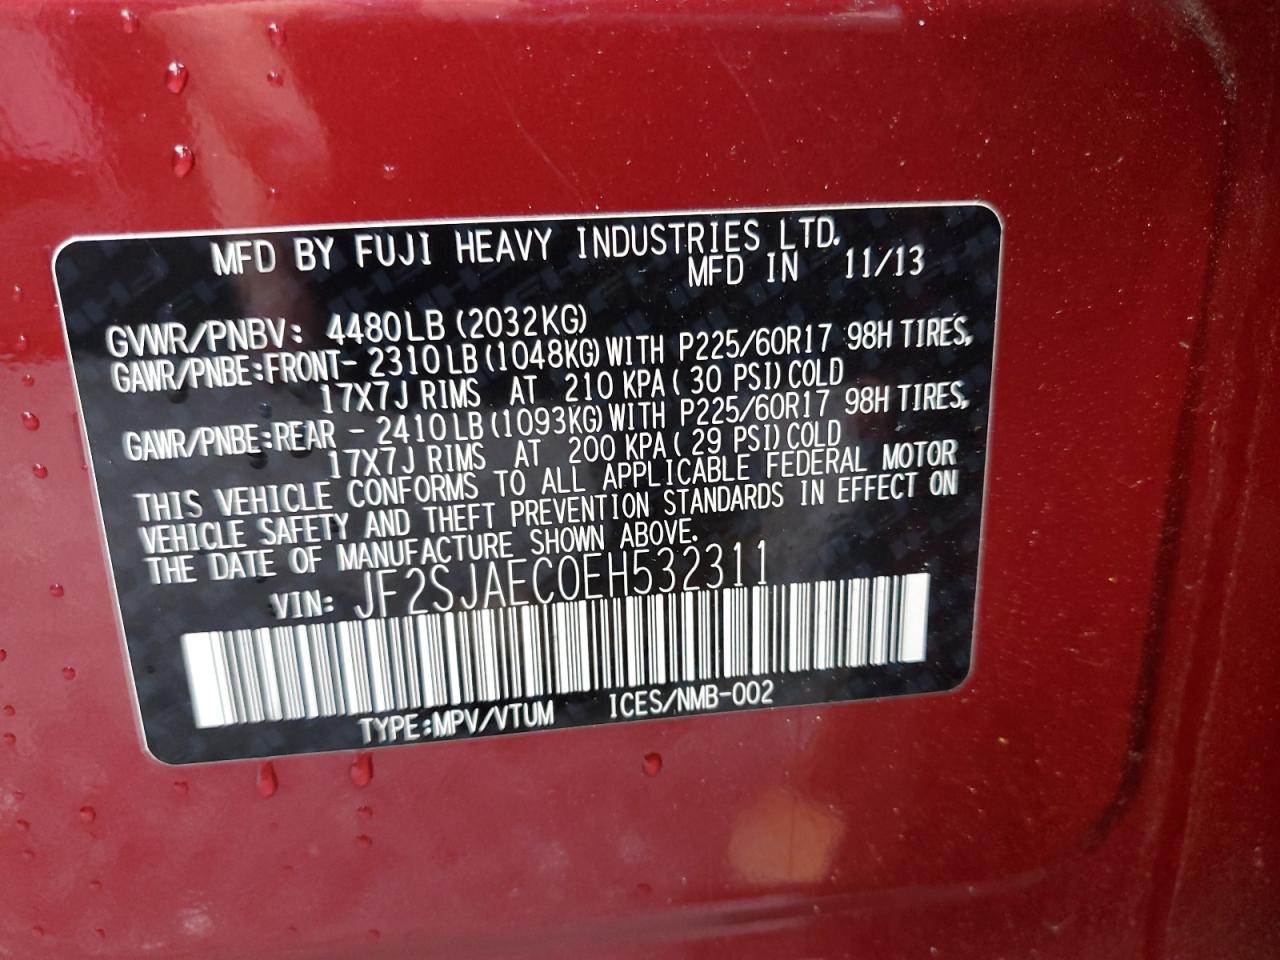 MFD BY FUJI HEAVY INDUSTRIES LTD.
MFD IN 11/13
GVWR/PNBV: 4480LB (2032KG)
GAWR/PNBE:FRONT- 2310LB (1048KG) WITH P225/60R17 98H TIRES,
17X7J RIMS AT 210 KPA ( 30 PSI) COLD
GAWR/PNBE:REAR - 2410LB (1093KG) WITH P225/60R17 98H TIRES,
17X7J RIMS AT 200 KPA ( 29 PSI) COLD
THIS VEHICLE CONFORMS TO ALL APPLICABLE FEDERAL MOTOR
VEHICLE SAFETY AND THEFT PREVENTION STANDARDS IN EFFECT ON
THE DATE OF MANUFACTURE SHOWN ABOVE.
VIN: JF2SJAEC0EH532311
TYPE:MPV/VTUM ICES/NMB-002